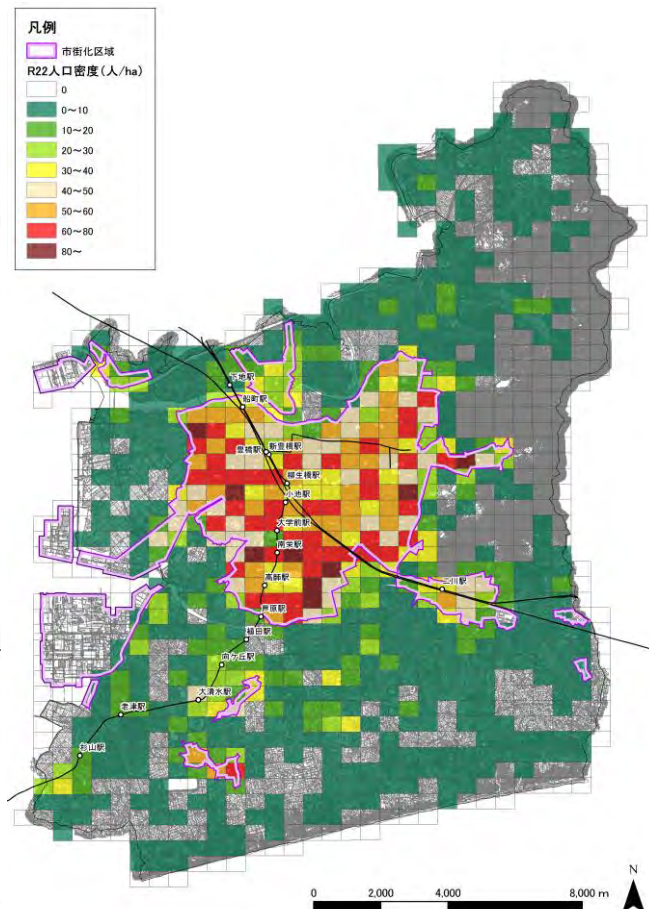 凡例
市街化区域
R22人口密度(人/ha)
0
0～10
10～20
20～30
30～40
40～50
50～60
60～80
80～
下地駅
船町駅
豊橋駅
新豊橋駅
柳生橋駅
小池駅
大学前駅
南栄駅
高師駅
芦原駅
植田駅
向ケ丘駅
大清水駅
老津駅
杉山駅
二川駅
N
0 2,000 4,000 8,000 m